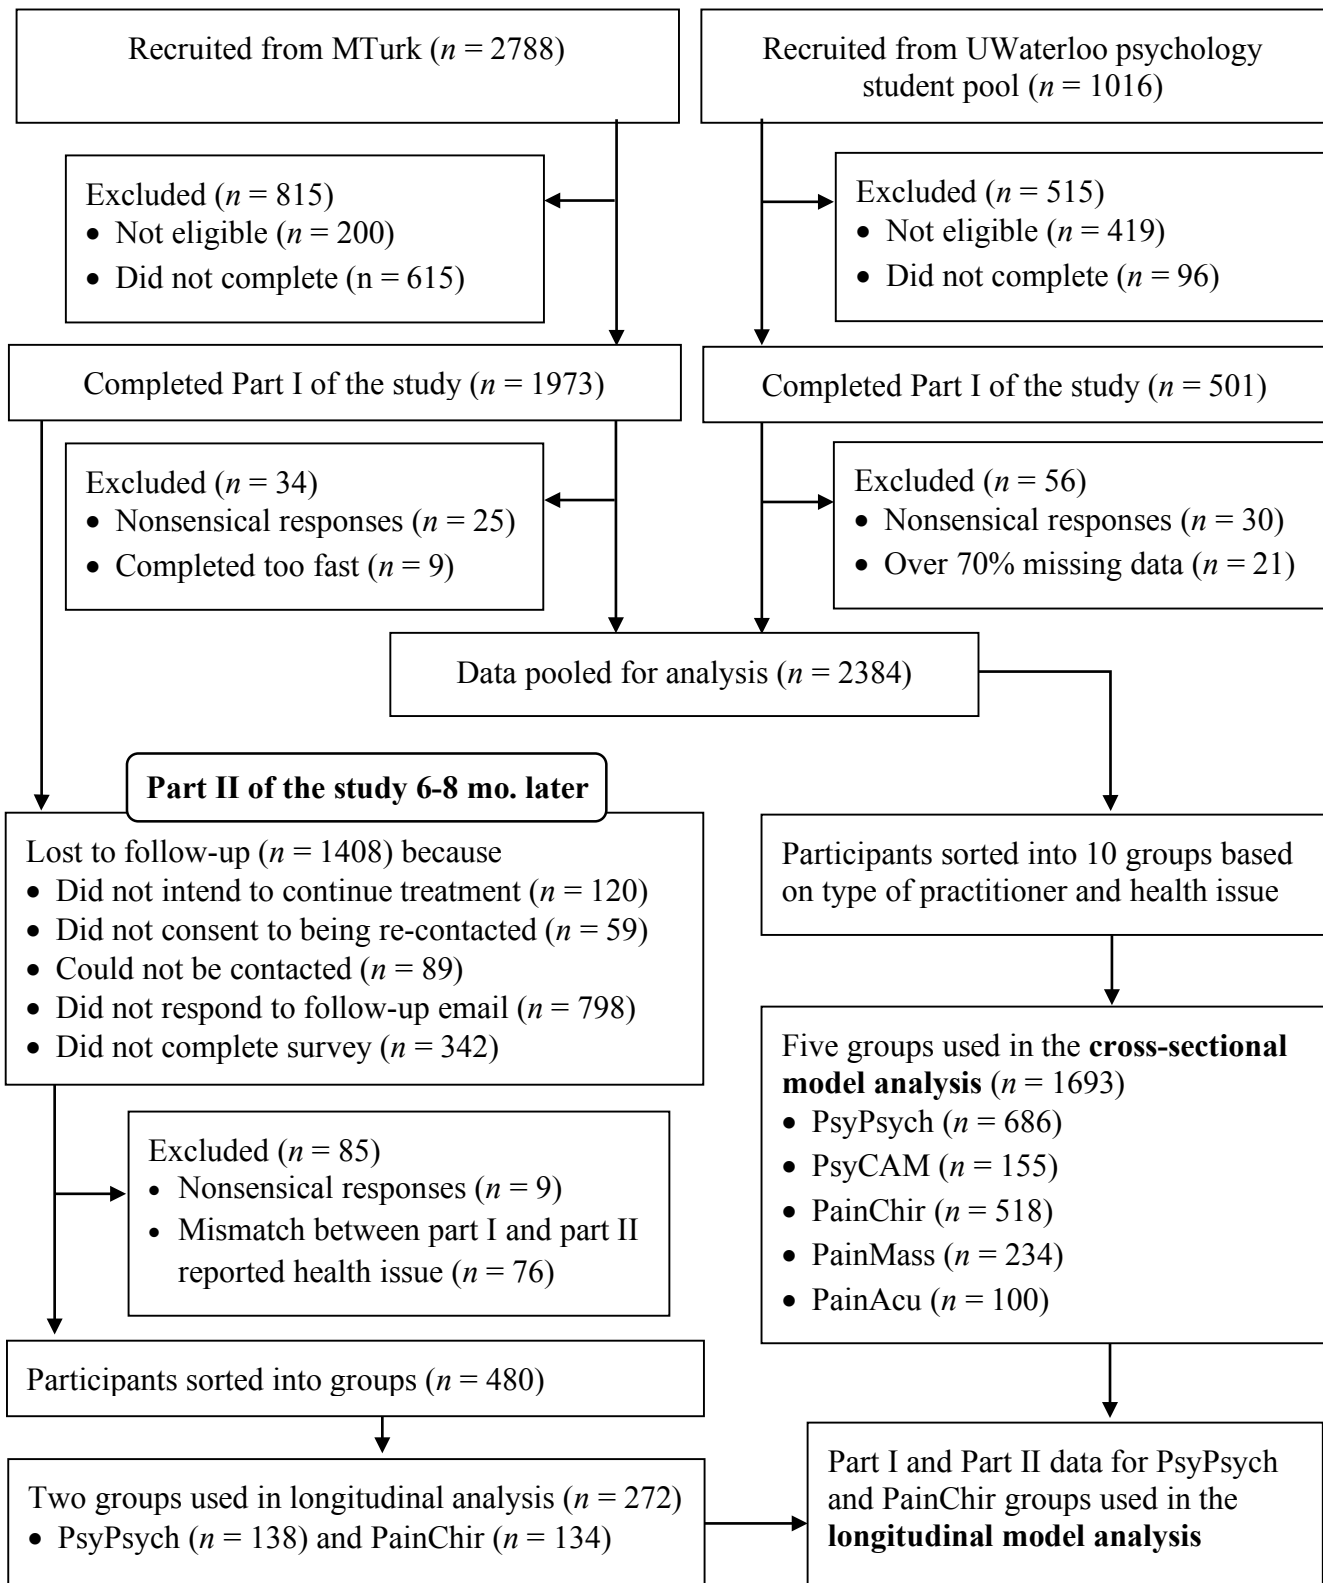 Recruited from MTurk (n = 2788)
Recruited from UWaterloo psychology
student pool (n = 1016)
Excluded (n = 815)
• Not eligible (n = 200)
• Did not complete (n = 615)
Excluded (n = 515)
• Not eligible (n = 419)
• Did not complete (n = 96)
Completed Part I of the study (n = 1973)
Completed Part I of the study (n = 501)
Excluded (n = 34)
• Nonsensical responses (n = 25)
• Completed too fast (n = 9)
Excluded (n = 56)
• Nonsensical responses (n = 30)
• Over 70% missing data (n = 21)
Data pooled for analysis (n = 2384)
Part II of the study 6-8 mo. later
Lost to follow-up (n = 1408) because
• Did not intend to continue treatment (n = 120)
• Did not consent to being re-contacted (n = 59)
• Could not be contacted (n = 89)
• Did not respond to follow-up email (n = 798)
• Did not complete survey (n = 342)
Participants sorted into 10 groups based
on type of practitioner and health issue
Excluded (n = 85)
• Nonsensical responses (n = 9)
• Mismatch between part I and part II
reported health issue (n = 76)
Five groups used in the cross-sectional
model analysis (n = 1693)
• PsyPsych (n = 686)
• PsyCAM (n = 155)
• PainChir (n = 518)
• PainMass (n = 234)
• PainAcu (n = 100)
Participants sorted into groups (n = 480)
Two groups used in longitudinal analysis (n = 272)
• PsyPsych (n = 138) and PainChir (n = 134)
Part I and Part II data for PsyPsych
and PainChir groups used in the
longitudinal model analysis